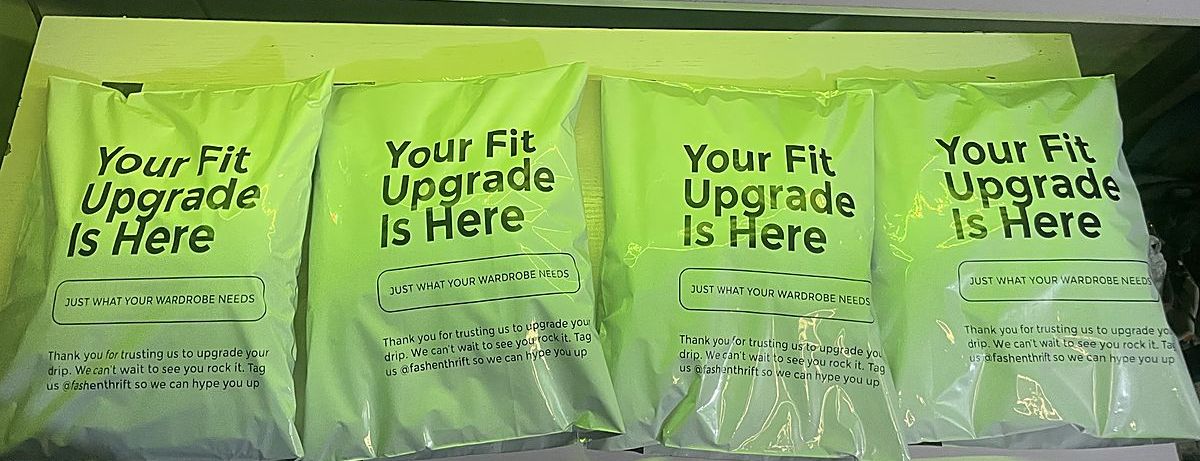 Your Fit
Upgrade
Is Here
JUST WHAT YOUR WARDROBE NEEDS
Thank you for trusting us to upgrade your
drip. We can't wait to see you rock it. Tag
us @fashenthrift so we can hype you up
Your Fit
Upgrade
Is Here
JUST WHAT YOUR WARDROBE NEEDS
Thank you for trusting us to upgrade your
drip. We can't wait to see you rock it. Tag
us @fashenthrift so we can hype you up
Your Fit
Upgrade
Is Here
JUST WHAT YOUR WARDROBE NEEDS
Thank you for trusting us to upgrade you
drip. We can't wait to see you rock it. Tag
us @fashenthrift so we can hype you up
Your Fit
Upgrade
Is Here
JUST WHAT YOUR WARDROBE NEEDS
Thank you for trusting us to upgrade yo
drip. We can't wait to see you rock it. Tag
us @fashenthrift so we can hype you up